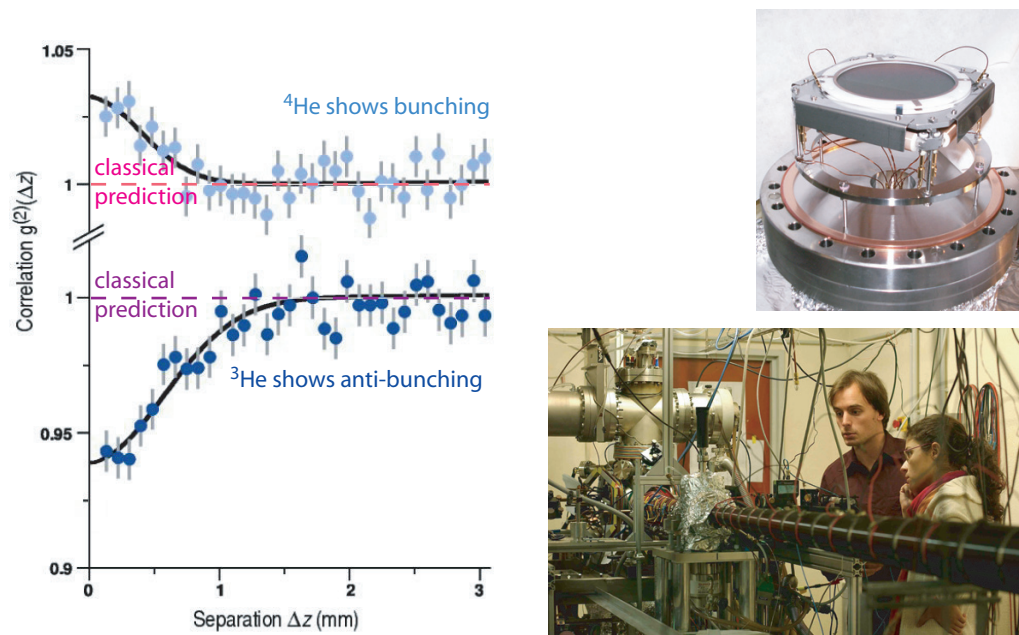 1.05
⁴He shows bunching
classical
prediction
1
Correlation g⁽²⁾(Δz)
classical
prediction
1
³He shows anti-bunching
0.95
0.9
0
1
2
3
Separation Δz (mm)